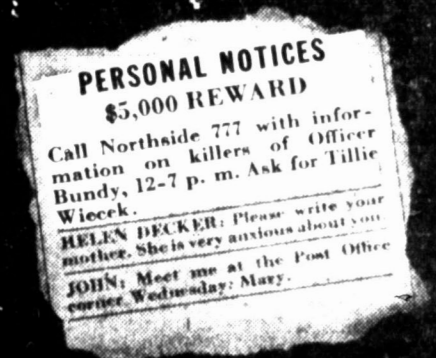 PERSONAL NOTICES
$5,000 REWARD
Call Northside 777 with infor-
mation on killers of Officer
Bundy, 12-7 p. m. Ask for Tillie
Wiecek.
HELEN DECKER: Please write your
mother. She is very anxious about you.
JOHN: Meet me at the Post Office
corner Wednesday: Mary.